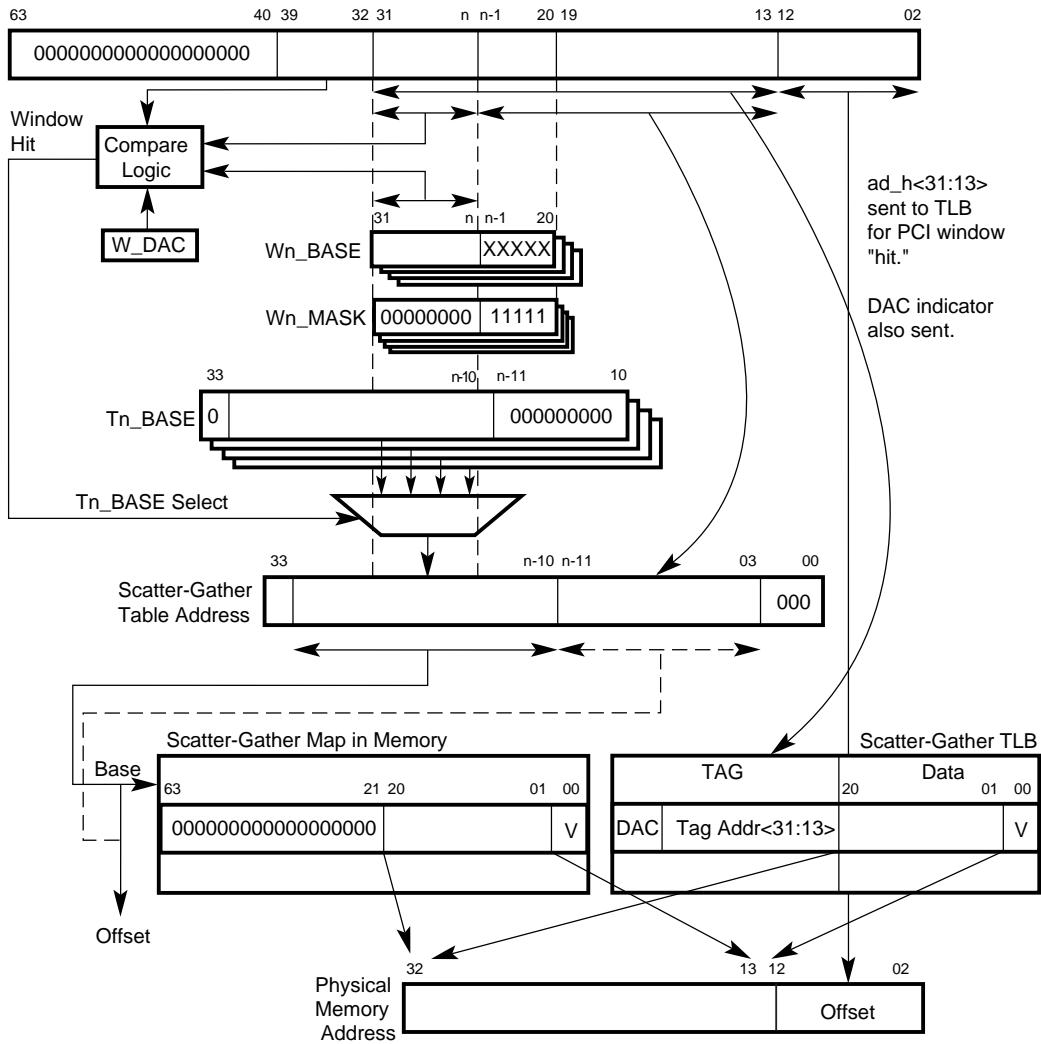 63 40 39 32 31 n n-1 20 19 13 12 02
00000000000000000000
Window
Hit
Compare
Logic
W_DAC
ad_h<31:13>
sent to TLB
for PCI window
"hit."
DAC indicator
also sent.
31 n n-1 20
Wn_BASE XXXXX
Wn_MASK 00000000 11111
33 n-10 n-11 10
Tn_BASE 0 000000000
Tn_BASE Select
33 n-10 n-11 03 00
Scatter-Gather
Table Address
000
Scatter-Gather Map in Memory
Base
63 21 20 01 00
000000000000000000 V
Offset
Scatter-Gather TLB
TAG Data
20 01 00
DAC Tag Addr<31:13> V
32 13 12 02
Physical
Memory
Address
Offset